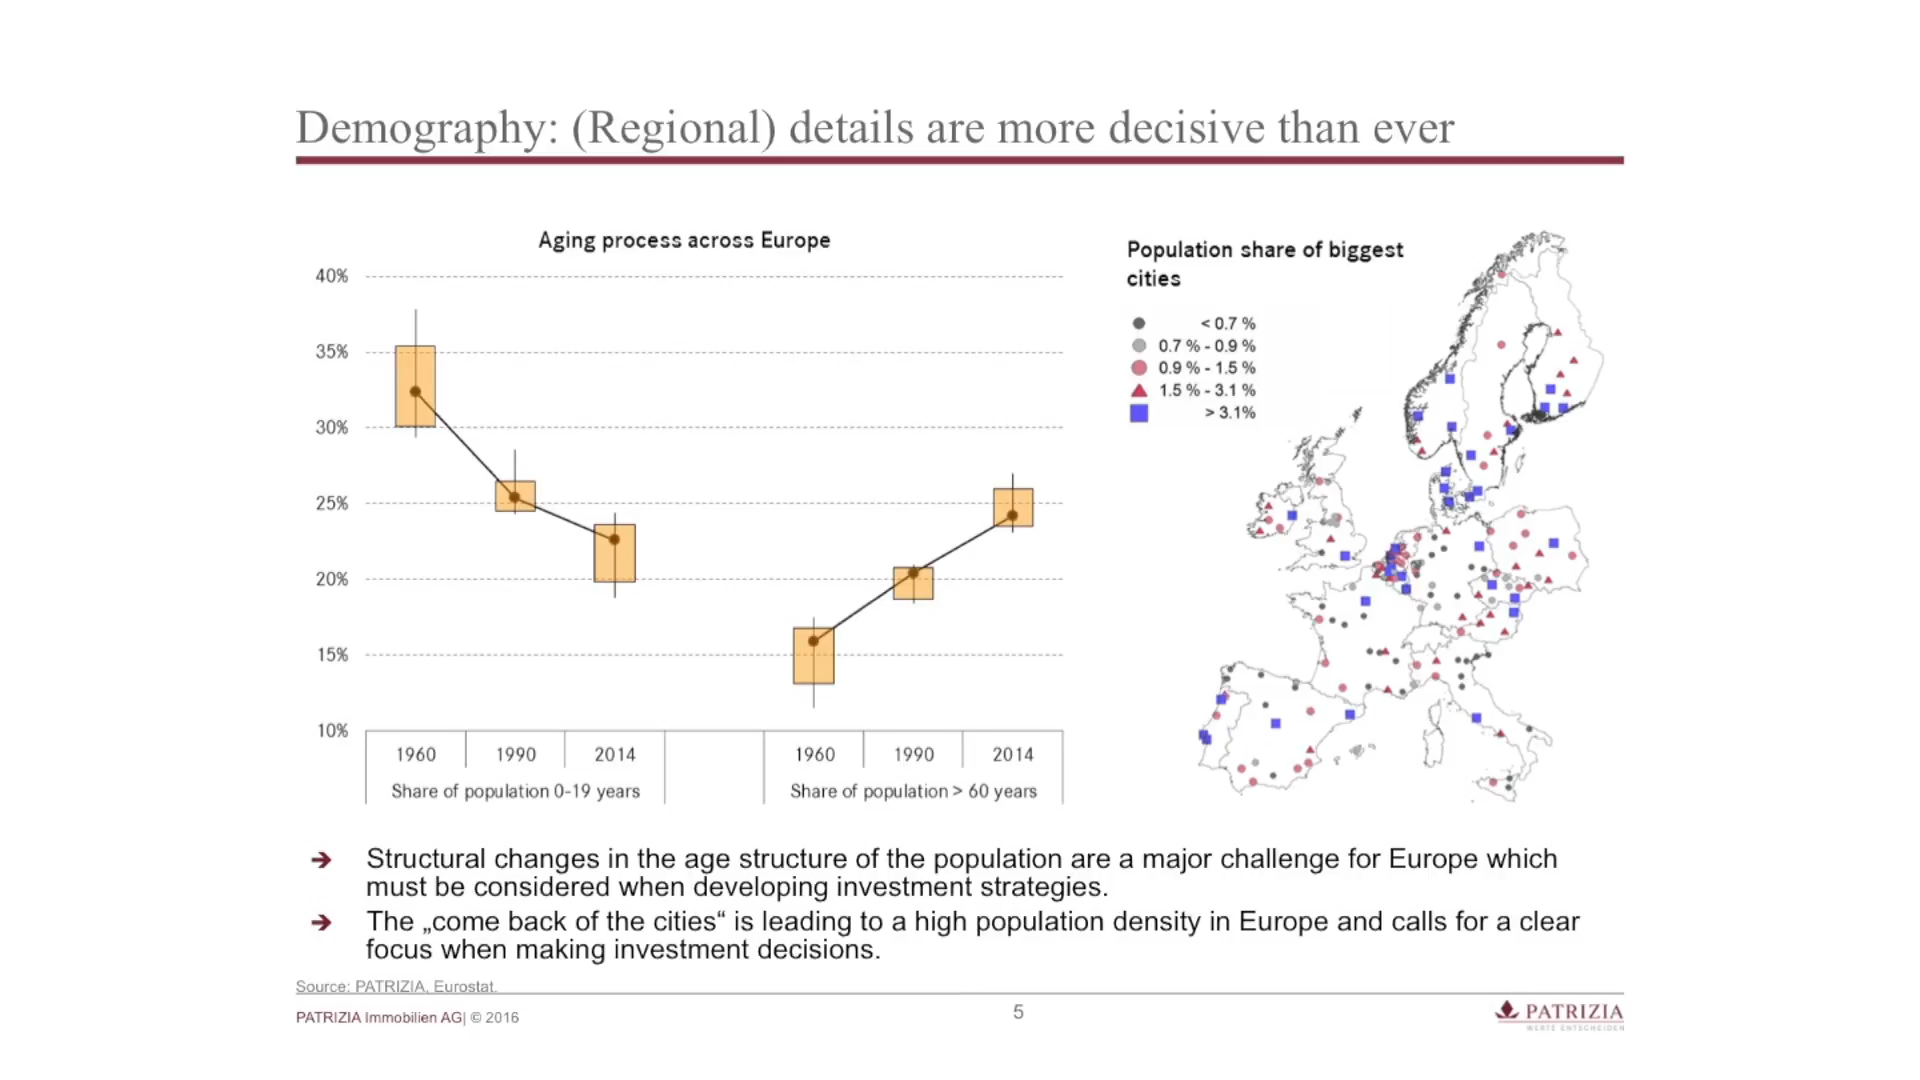 Demography: (Regional) details are more decisive than ever
Aging process across Europe
40%
35%
30%
25%
20%
15%
10%
1960
1990
2014
1960
1990
2014
Share of population 0-19 years
Share of population > 60 years
Population share of biggest
cities
< 0.7 %
0.7 % - 0.9 %
0.9 % - 1.5 %
1.5 % - 3.1 %
> 3.1%
➔ Structural changes in the age structure of the population are a major challenge for Europe which
must be considered when developing investment strategies.
➔ The „come back of the cities“ is leading to a high population density in Europe and calls for a clear
focus when making investment decisions.
Source: PATRIZIA, Eurostat.
PATRIZIA Immobilien AG| © 2016
5
PATRIZIA
WERTE ENTSCHEIDEN